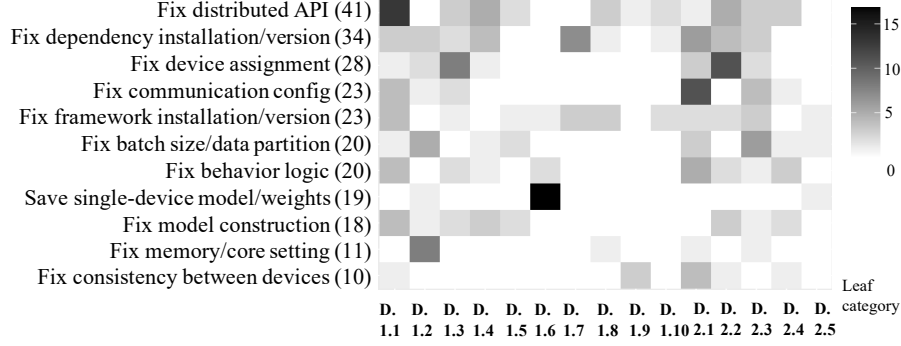 Fix distributed API (41)
Fix dependency installation/version (34)
Fix device assignment (28)
Fix communication config (23)
Fix framework installation/version (23)
Fix batch size/data partition (20)
Fix behavior logic (20)
Save single-device model/weights (19)
Fix model construction (18)
Fix memory/core setting (11)
Fix consistency between devices (10)
15
10
5
0
Leaf
category
D. D. D. D. D. D. D. D. D. D. D. D. D. D. D.
1.1 1.2 1.3 1.4 1.5 1.6 1.7 1.8 1.9 1.10 2.1 2.2 2.3 2.4 2.5